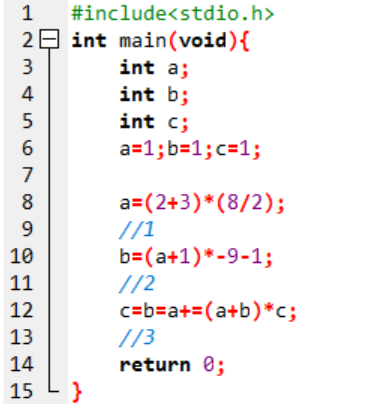 1 #include<stdio.h>
2 int main(void){
3 int a;
4 int b;
5 int c;
6 a=1;b=1;c=1;
7
8 a=(2+3)*(8/2);
9 //1
10 b=(a+1)*-9-1;
11 //2
12 c=b=a+=(a+b)*c;
13 //3
14 return 0;
15 }